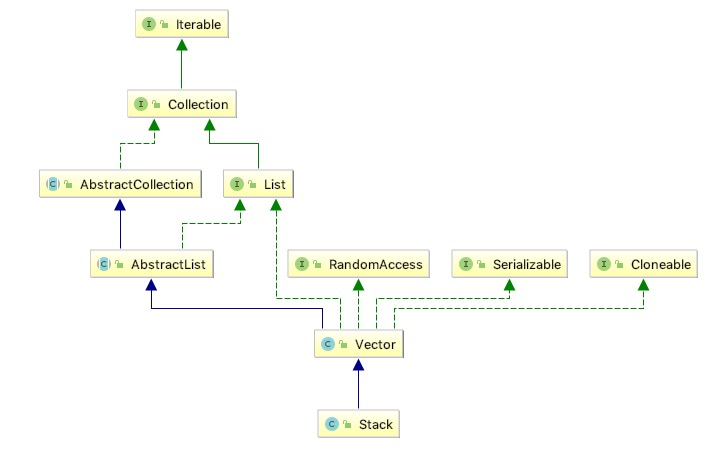 Iterable
Collection
AbstractCollection
List
AbstractList
RandomAccess
Serializable
Cloneable
Vector
Stack